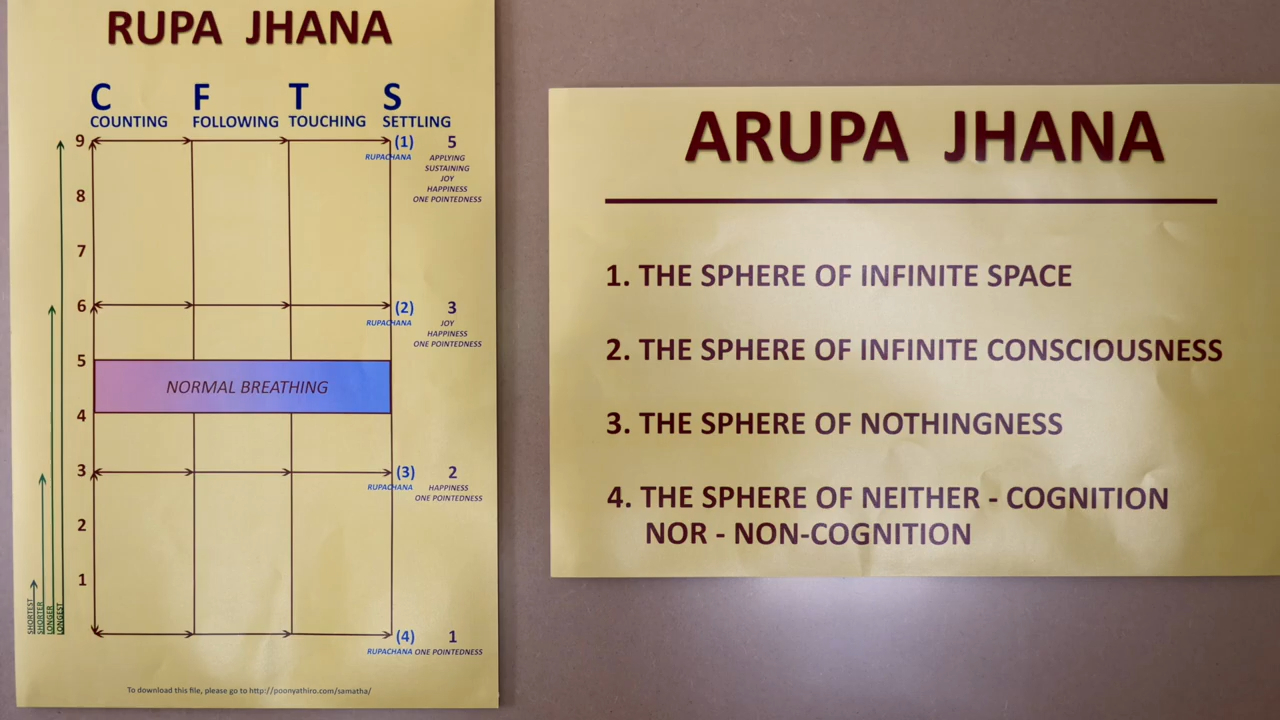 RUPA JHANA
C F T S
COUNTING FOLLOWING TOUCHING SETTLING
9 (1) 5
RUPACHANA APPLYING
SUSTAINING
JOY
HAPPINESS
8 ONE POINTEDNESS
7
6 (2) 3
RUPACHANA JOY
HAPPINESS
ONE POINTEDNESS
5
NORMAL BREATHING
4
3 (3) 2
RUPACHANA HAPPINESS
ONE POINTEDNESS
2
1
SHORTEST
SHORTER
LONGER
LONGEST
(4) 1
RUPACHANA ONE POINTEDNESS
To download this file, please go to http://poonyathiro.com/samatha/
ARUPA JHANA
1. THE SPHERE OF INFINITE SPACE
2. THE SPHERE OF INFINITE CONSCIOUSNESS
3. THE SPHERE OF NOTHINGNESS
4. THE SPHERE OF NEITHER - COGNITION
NOR - NON-COGNITION